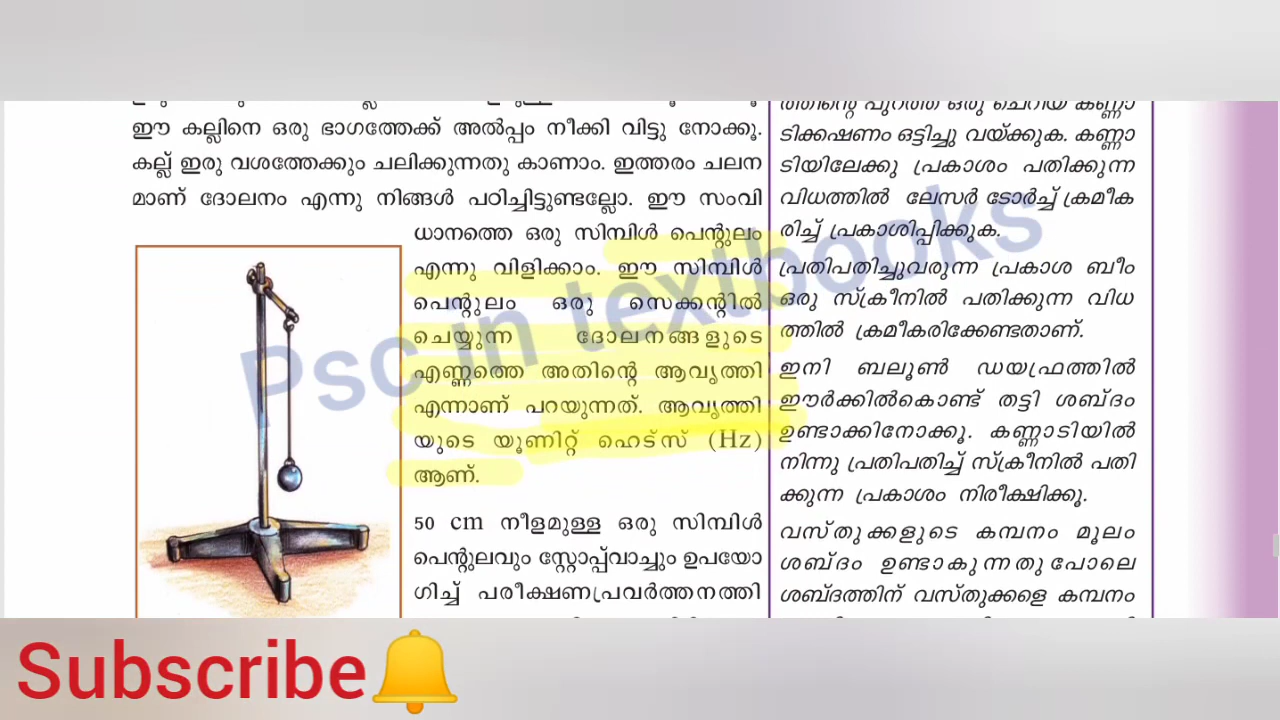 ഈ കല്ലിനെ ഒരു ഭാഗത്തേക്ക് അൽപ്പം നീക്കി വിട്ടു നോക്കൂ.
കല്ല് ഇരു വശത്തേക്കും ചലിക്കുന്നതു കാണാം. ഇത്തരം ചലന
മാണ് ദോലനം എന്നു നിങ്ങൾ പഠിച്ചിട്ടുണ്ടല്ലോ. ഈ സംവി
ധാനത്തെ ഒരു സിമ്പിൾ പെന്റുലം
എന്നു വിളിക്കാം. ഈ സിമ്പിൾ
പെന്റുലം ഒരു സെക്കന്റിൽ
ചെയ്യുന്ന ദോലനങ്ങളുടെ
എണ്ണത്തെ അതിന്റെ ആവൃത്തി
എന്നാണ് പറയുന്നത്. ആവൃത്തി
യുടെ യൂണിറ്റ് ഹെട്സ് (Hz)
ആണ്.
50 cm നീളമുള്ള ഒരു സിമ്പിൾ
പെന്റുലവും സ്റ്റോപ്പ്‌വാച്ചും ഉപയോ
ഗിച്ച് പരീക്ഷണപ്രവർത്തനത്തി
ത്തിന്റെ പുറത്ത് ഒരു ചെറിയ കണ്ണാ
ടിക്കഷണം ഒട്ടിച്ചു വയ്ക്കുക. കണ്ണാ
ടിയിലേക്കു പ്രകാശം പതിക്കുന്ന
വിധത്തിൽ ലേസർ ടോർച്ച് ക്രമീക
രിച്ച് പ്രകാശിപ്പിക്കുക.
പ്രതിപതിച്ചുവരുന്ന പ്രകാശ ബീം
ഒരു സ്ക്രീനിൽ പതിക്കുന്ന വിധ
ത്തിൽ ക്രമീകരിക്കേണ്ടതാണ്.
ഇനി ബലൂൺ ഡയഫ്രത്തിൽ
ഈർക്കിൽകൊണ്ട് തട്ടി ശബ്ദം
ഉണ്ടാക്കിനോക്കൂ. കണ്ണാടിയിൽ
നിന്നു പ്രതിപതിച്ച് സ്ക്രീനിൽ പതി
ക്കുന്ന പ്രകാശം നിരീക്ഷിക്കൂ.
വസ്തുക്കളുടെ കമ്പനം മൂലം
ശബ്ദം ഉണ്ടാകുന്നതുപോലെ
ശബ്ദത്തിന് വസ്തുക്കളെ കമ്പനം
Psc in textbooks
Subscribe